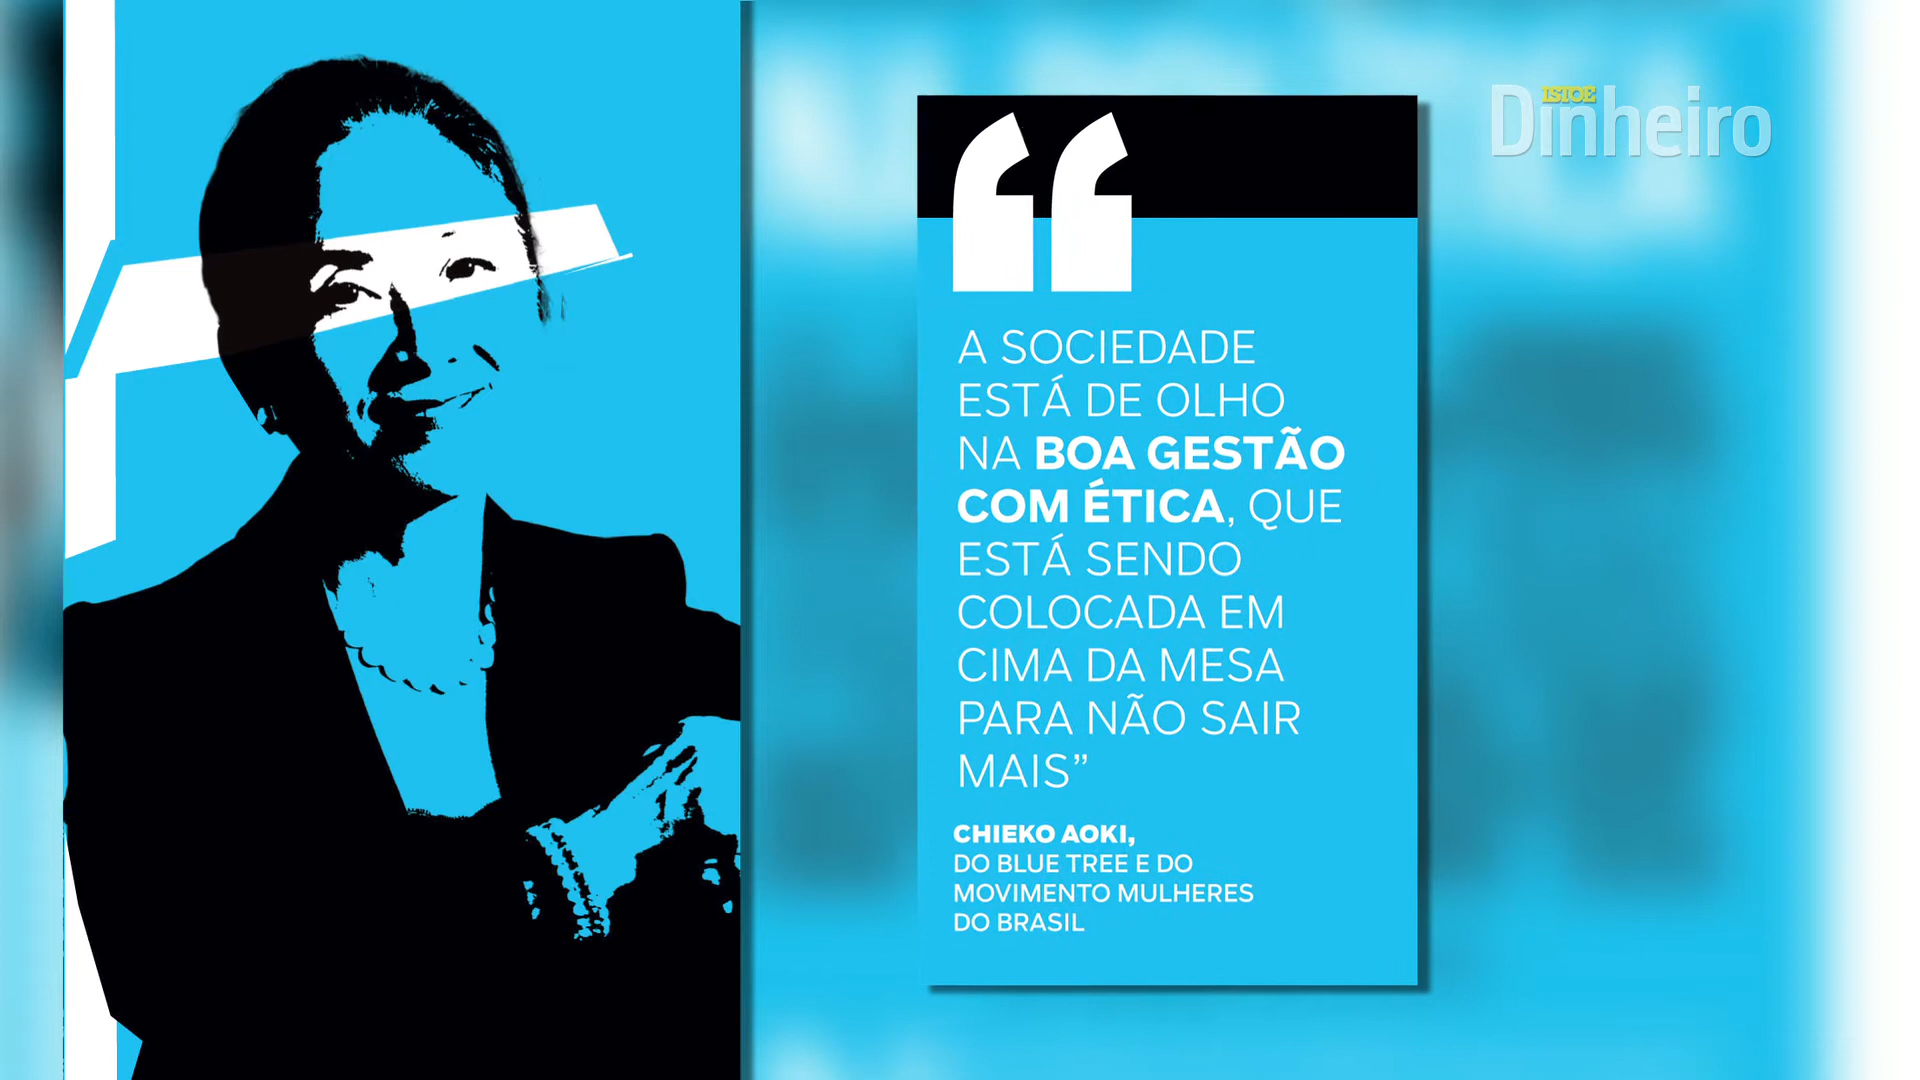 ISTOÉ
Dinheiro
“
A SOCIEDADE
ESTÁ DE OLHO
NA BOA GESTÃO
COM ÉTICA, QUE
ESTÁ SENDO
COLOCADA EM
CIMA DA MESA
PARA NÃO SAIR
MAIS”
CHIEKO AOKI,
DO BLUE TREE E DO
MOVIMENTO MULHERES
DO BRASIL